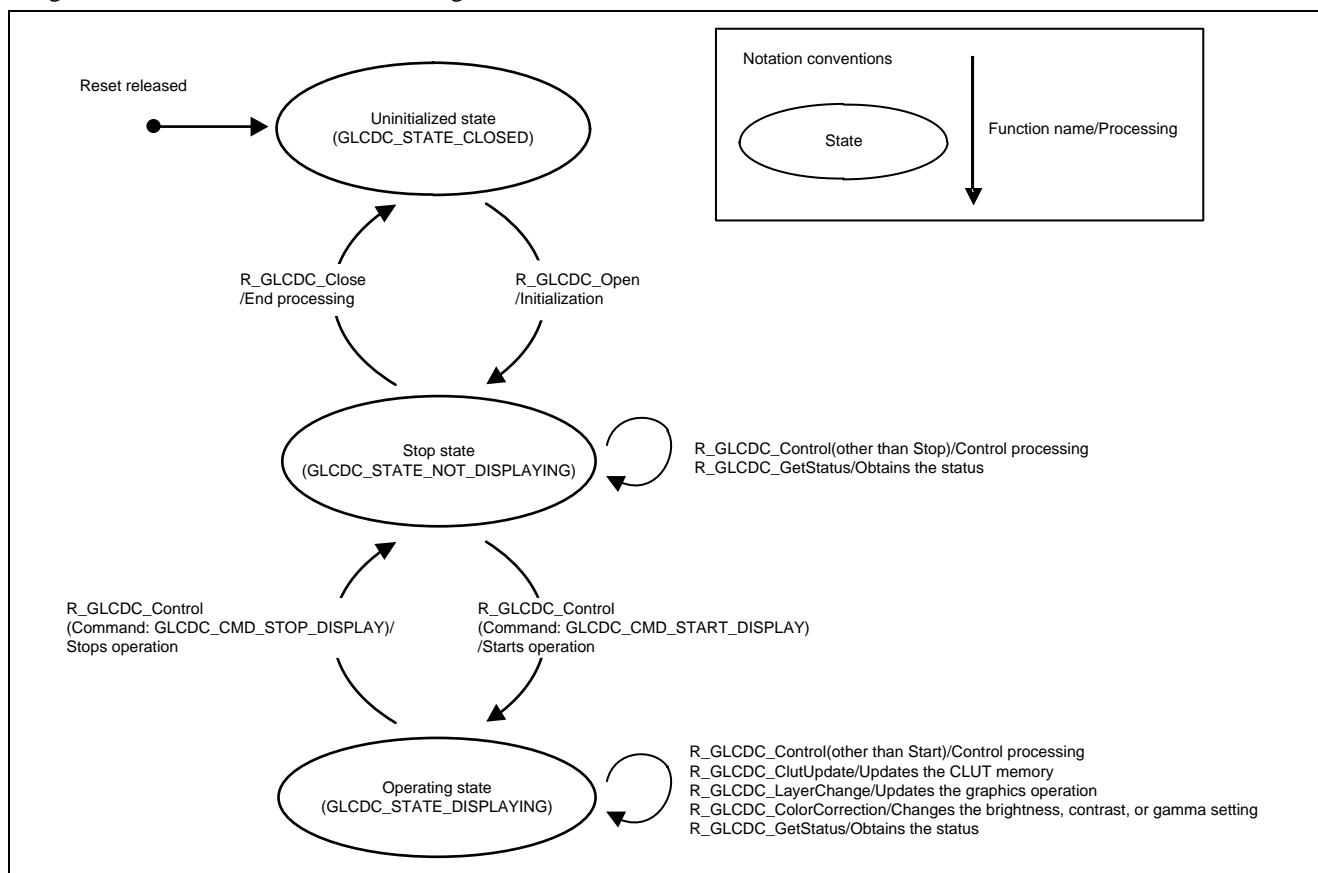 Notation conventions
State
Function name/Processing
Reset released
Uninitialized state
(GLCDC_STATE_CLOSED)
R_GLCDC_Close
/End processing
R_GLCDC_Open
/Initialization
Stop state
(GLCDC_STATE_NOT_DISPLAYING)
R_GLCDC_Control(other than Stop)/Control processing
R_GLCDC_GetStatus/Obtains the status
R_GLCDC_Control
(Command: GLCDC_CMD_STOP_DISPLAY)/
Stops operation
R_GLCDC_Control
(Command: GLCDC_CMD_START_DISPLAY)
/Starts operation
Operating state
(GLCDC_STATE_DISPLAYING)
R_GLCDC_Control(other than Start)/Control processing
R_GLCDC_ClutUpdate/Updates the CLUT memory
R_GLCDC_LayerChange/Updates the graphics operation
R_GLCDC_ColorCorrection/Changes the brightness, contrast, or gamma setting
R_GLCDC_GetStatus/Obtains the status